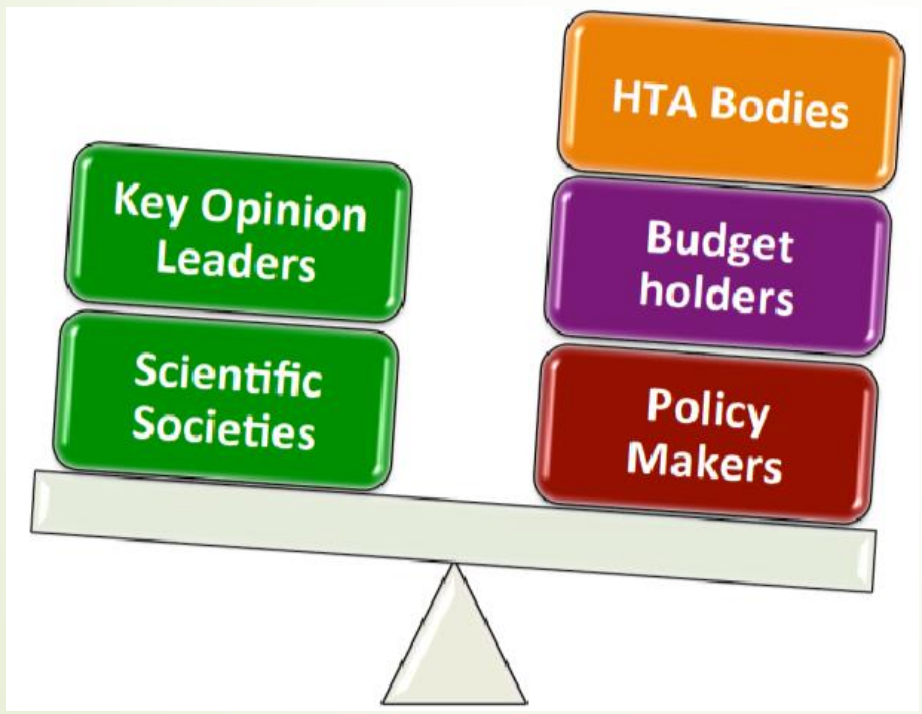 Key Opinion
Leaders
Scientific
Societies
HTA Bodies
Budget
holders
Policy
Makers